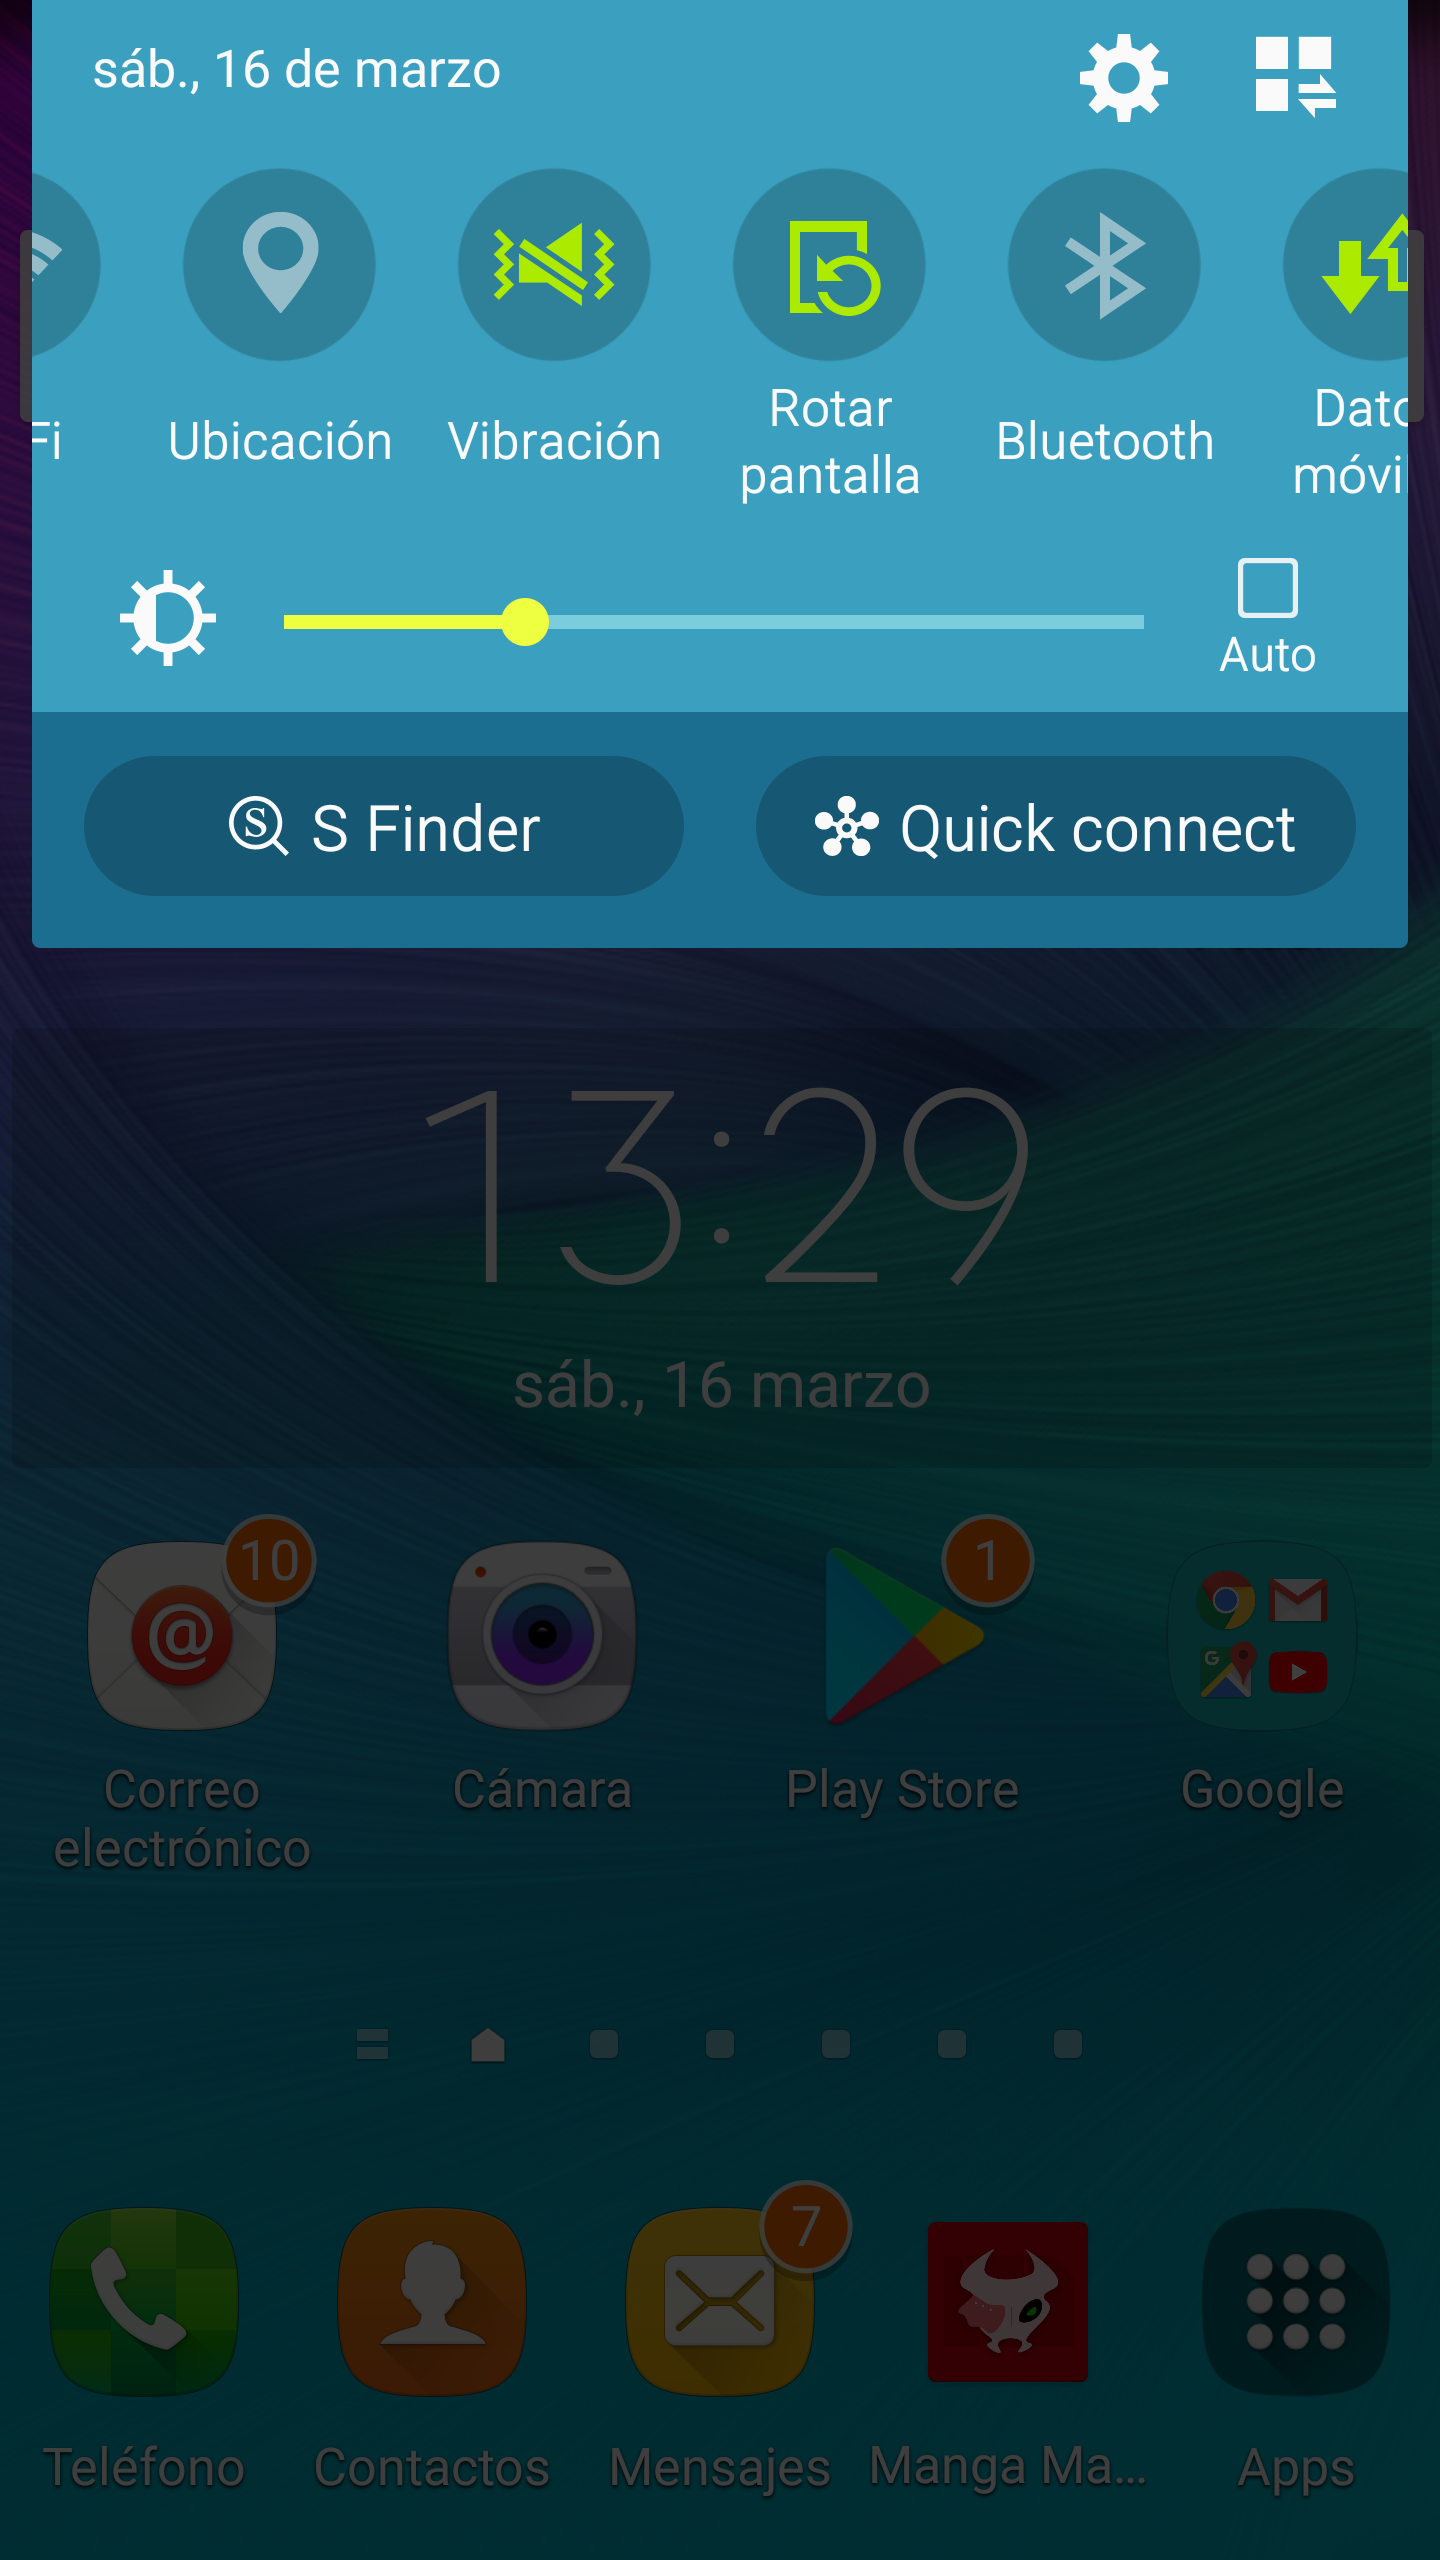 sáb., 16 de marzo
Fi
Ubicación
Vibración
Rotar
pantalla
Bluetooth
Dato
móvi
Auto
S Finder
Quick connect
13:29
sáb., 16 marzo
10
1
Correo
electrónico
Cámara
Play Store
Google
7
Teléfono
Contactos
Mensajes
Manga Ma...
Apps